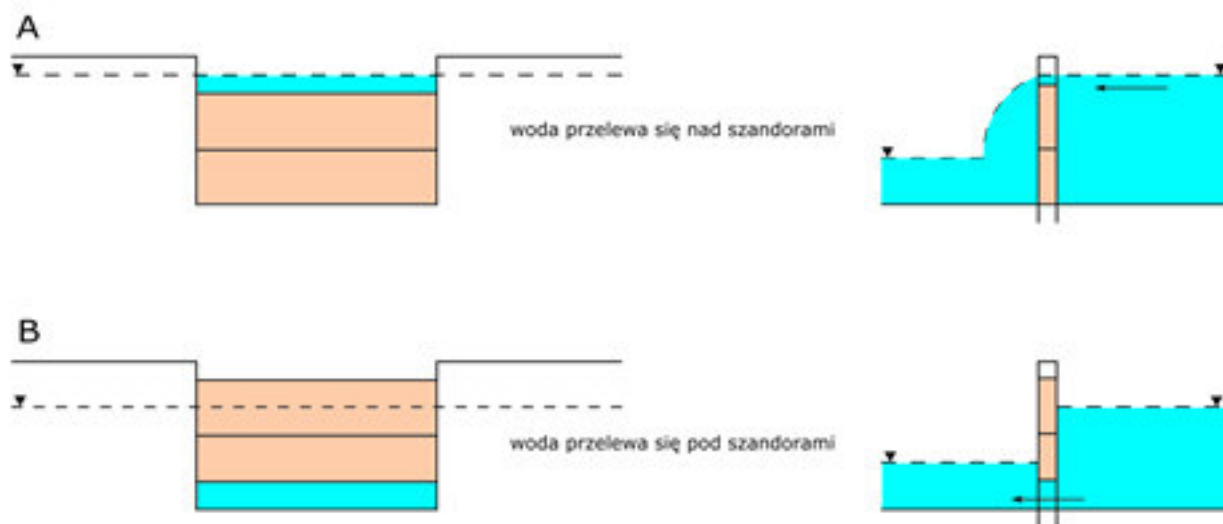 A
woda przelewa się nad szandorami
B
woda przelewa się pod szandorami